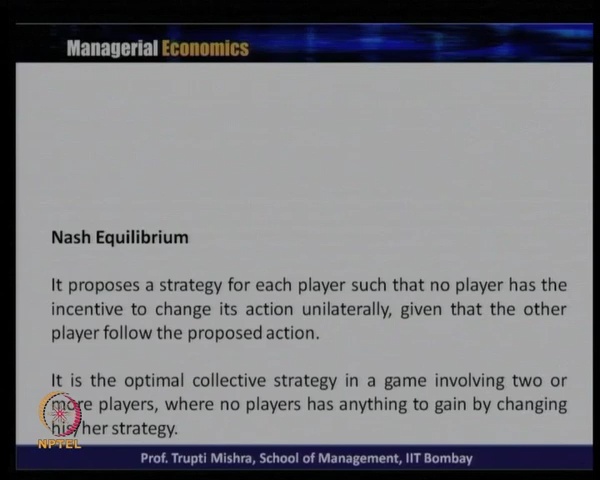 Managerial Economics
Nash Equilibrium
It proposes a strategy for each player such that no player has the
incentive to change its action unilaterally, given that the other
player follow the proposed action.
It is the optimal collective strategy in a game involving two or
more players, where no players has anything to gain by changing
his/her strategy.
NPTEL
Prof. Trupti Mishra, School of Management, IIT Bombay